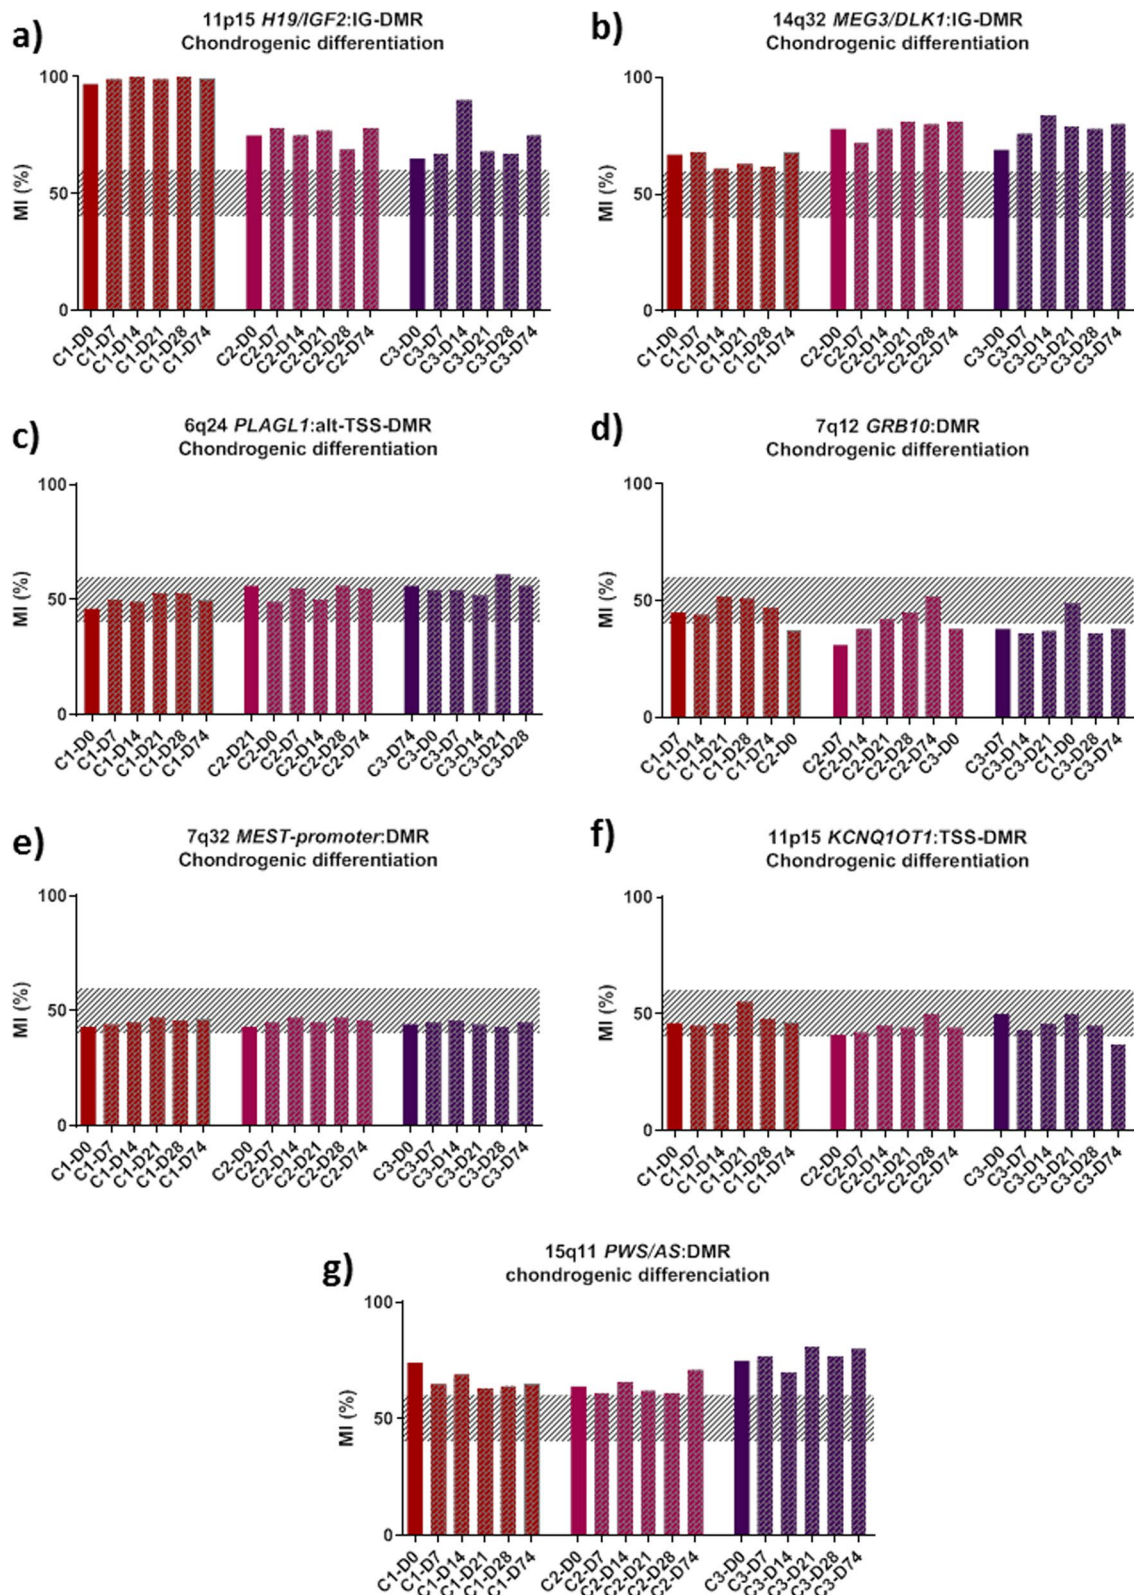 a)
11p15 H19/IGF2:IG-DMR
Chondrogenic differentiation
MI (%)
100
50
0
C1-D0
C1-D7
C1-D14
C1-D21
C1-D28
C1-D74
C2-D0
C2-D7
C2-D14
C2-D21
C2-D28
C2-D74
C3-D0
C3-D7
C3-D14
C3-D21
C3-D28
C3-D74
b)
14q32 MEG3/DLK1:IG-DMR
Chondrogenic differentiation
MI (%)
100
50
0
C1-D0
C1-D7
C1-D14
C1-D21
C1-D28
C1-D74
C2-D0
C2-D7
C2-D14
C2-D21
C2-D28
C2-D74
C3-D0
C3-D7
C3-D14
C3-D21
C3-D28
C3-D74
c)
6q24 PLAGL1:alt-TSS-DMR
Chondrogenic differentiation
MI (%)
100
50
0
C1-D0
C1-D7
C1-D14
C1-D21
C1-D28
C1-D74
C2-D21
C2-D0
C2-D7
C2-D14
C2-D28
C2-D74
C3-D74
C3-D0
C3-D7
C3-D14
C3-D21
C3-D28
d)
7q12 GRB10:DMR
Chondrogenic differentiation
MI (%)
100
50
0
C1-D7
C1-D14
C1-D21
C1-D28
C1-D74
C2-D0
C2-D7
C2-D14
C2-D21
C2-D28
C2-D74
C3-D0
C3-D7
C3-D14
C3-D21
C1-D0
C3-D28
C3-D74
e)
7q32 MEST-promoter:DMR
Chondrogenic differentiation
MI (%)
100
50
0
C1-D0
C1-D7
C1-D14
C1-D21
C1-D28
C1-D74
C2-D0
C2-D7
C2-D14
C2-D21
C2-D28
C2-D74
C3-D0
C3-D7
C3-D14
C3-D21
C3-D28
C3-D74
f)
11p15 KCNQ1OT1:TSS-DMR
Chondrogenic differentiation
MI (%)
100
50
0
C1-D0
C1-D7
C1-D14
C1-D21
C1-D28
C1-D74
C2-D0
C2-D7
C2-D14
C2-D21
C2-D28
C2-D74
C3-D0
C3-D7
C3-D14
C3-D21
C3-D28
C3-D74
g)
15q11 PWS/AS:DMR
chondrogenic differenciation
MI (%)
100
50
0
C1-D0
C1-D7
C1-D14
C1-D21
C1-D28
C1-D74
C2-D0
C2-D7
C2-D14
C2-D21
C2-D28
C2-D74
C3-D0
C3-D7
C3-D14
C3-D21
C3-D28
C3-D74